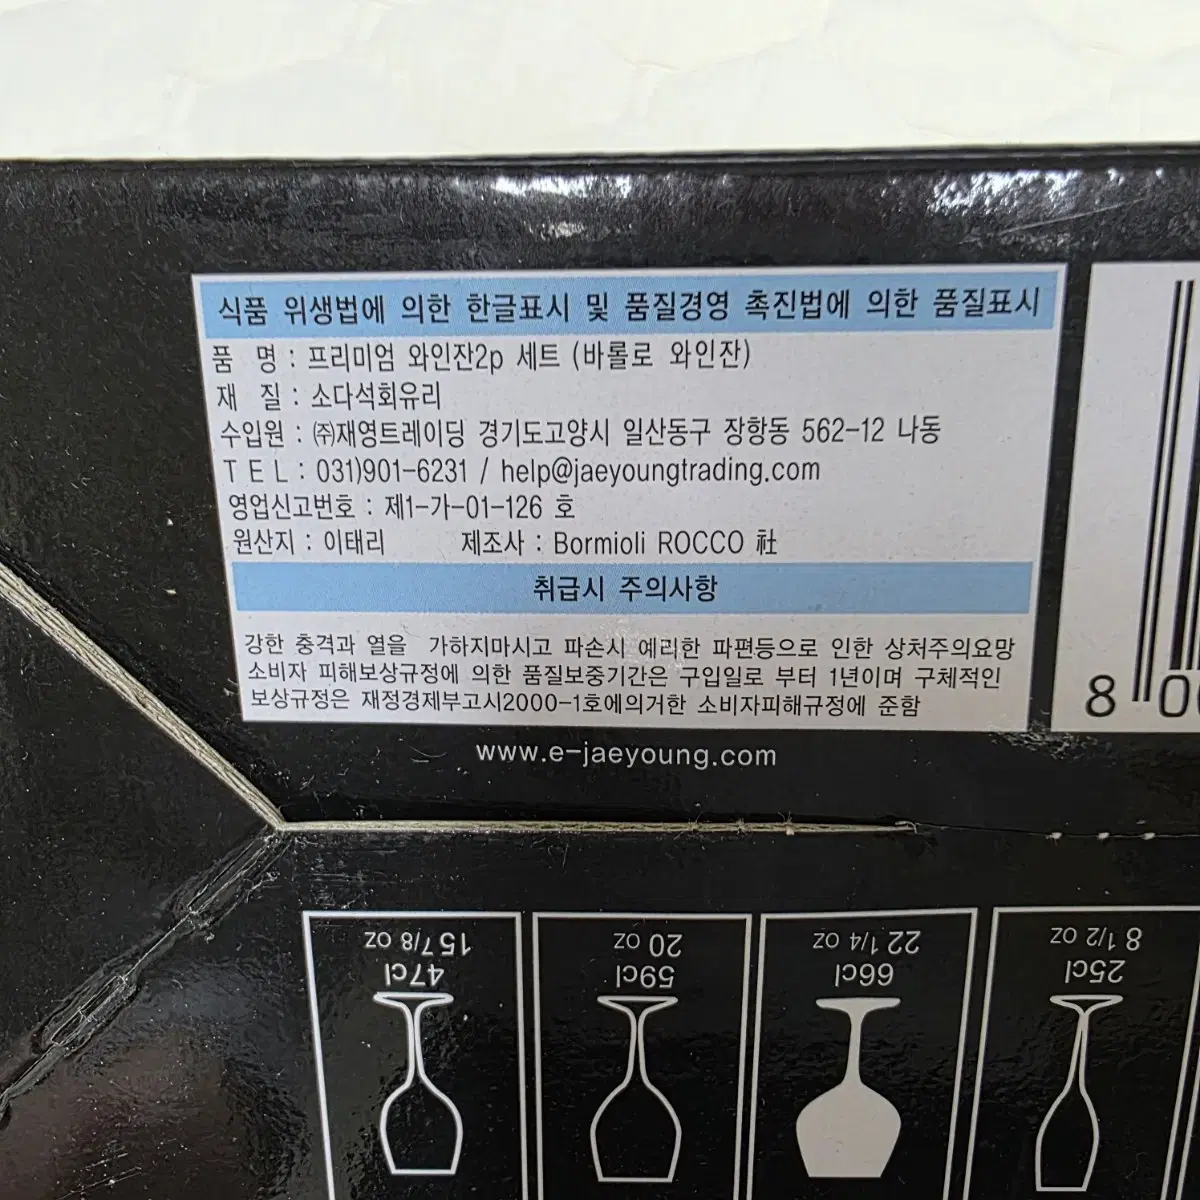 식품 위생법에 의한 한글표시 및 품질경영 촉진법에 의한 품질표시
품 명 : 프리미엄 와인잔2p 세트 (바롤로 와인잔)
재 질 : 소다석회유리
수입원 : ㈜재영트레이딩 경기도고양시 일산동구 장항동 562-12 나동
T E L : 031)901-6231 / help@jaeyoungtrading.com
영업신고번호 : 제1-가-01-126 호
원산지 : 이태리 제조사 : Bormioli ROCCO 社
취급시 주의사항
강한 충격과 열을 가하지마시고 파손시 예리한 파편등으로 인한 상처주의요망
소비자 피해보상규정에 의한 품질보증기간은 구입일로 부터 1년이며 구체적인
보상규정은 재정경제부고시2000-1호에의거한 소비자피해규정에 준함
8 00
www.e-jaeyoung.com
15 7/8 oz
47cl
20 oz
59cl
22 1/4 oz
66cl
8 1/2 oz
25cl